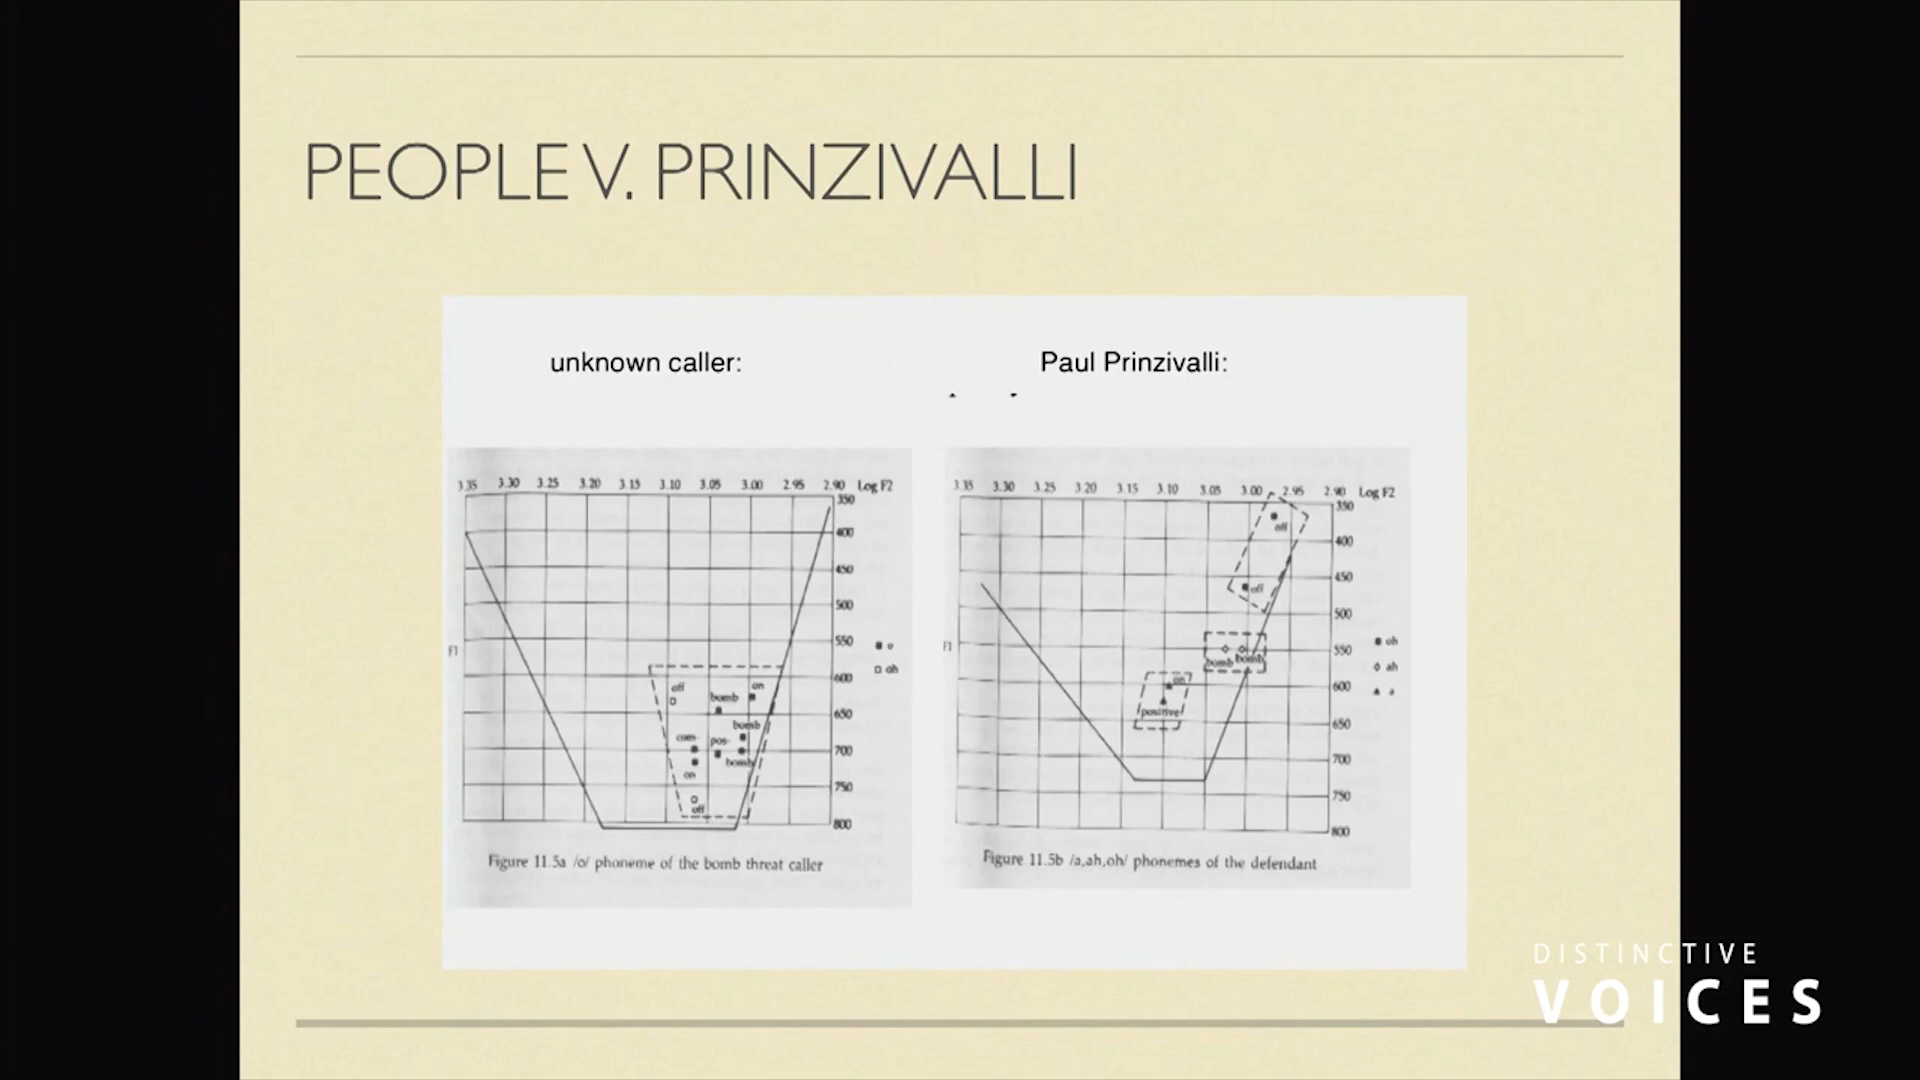 PEOPLE V. PRINZIVALLI
unknown caller:
Paul Prinzivalli:
3.35 3.30 3.25 3.20 3.15 3.10 3.05 3.00 2.95 2.90 Log F2
350
400
450
500
550
600
650
700
750
800
F1
off
bomb
on
bomb
com-
pos-
bomb
on
off
o
oh
Figure 11.5a /o/ phoneme of the bomb threat caller
3.35 3.30 3.25 3.20 3.15 3.10 3.05 3.00 2.95 2.90 Log F2
350
400
450
500
550
600
650
700
750
800
F1
off
off
bomb bomb
on
positive
oh
ah
a
Figure 11.5b /a,ah,oh/ phonemes of the defendant
DISTINCTIVE
VOICES